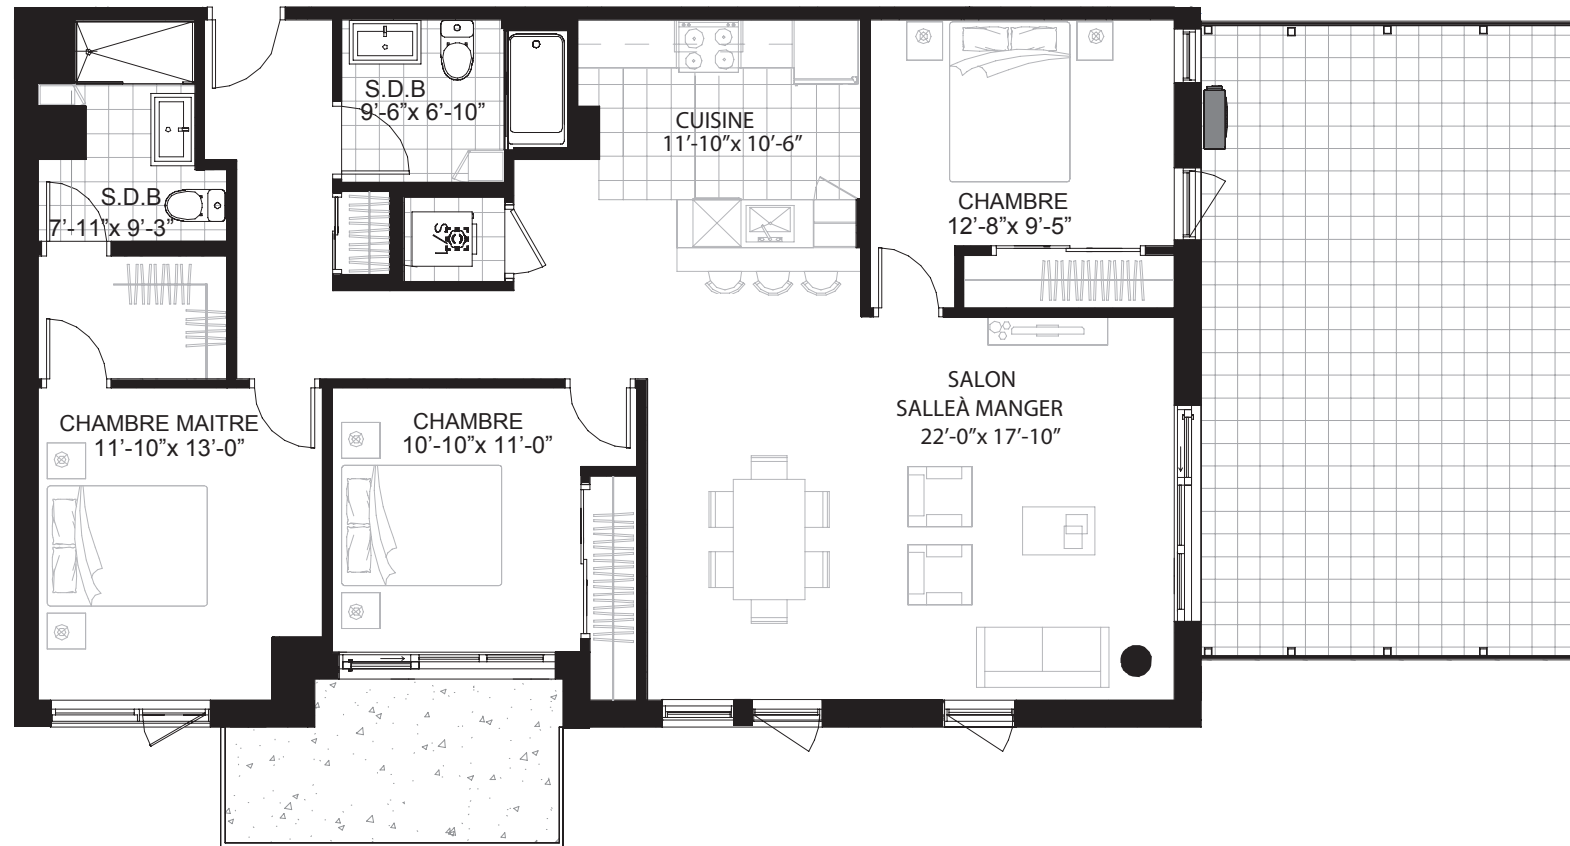 S.D.B
9'-6”x 6'-10”
CUISINE
11'-10”x 10'-6”
S.D.B
7'-11”x 9'-3”
L/S
CHAMBRE
12'-8”x 9'-5”
CHAMBRE MAITRE
11'-10”x 13'-0”
CHAMBRE
10'-10”x 11'-0”
SALON
SALLEÀ MANGER
22'-0”x 17'-10”